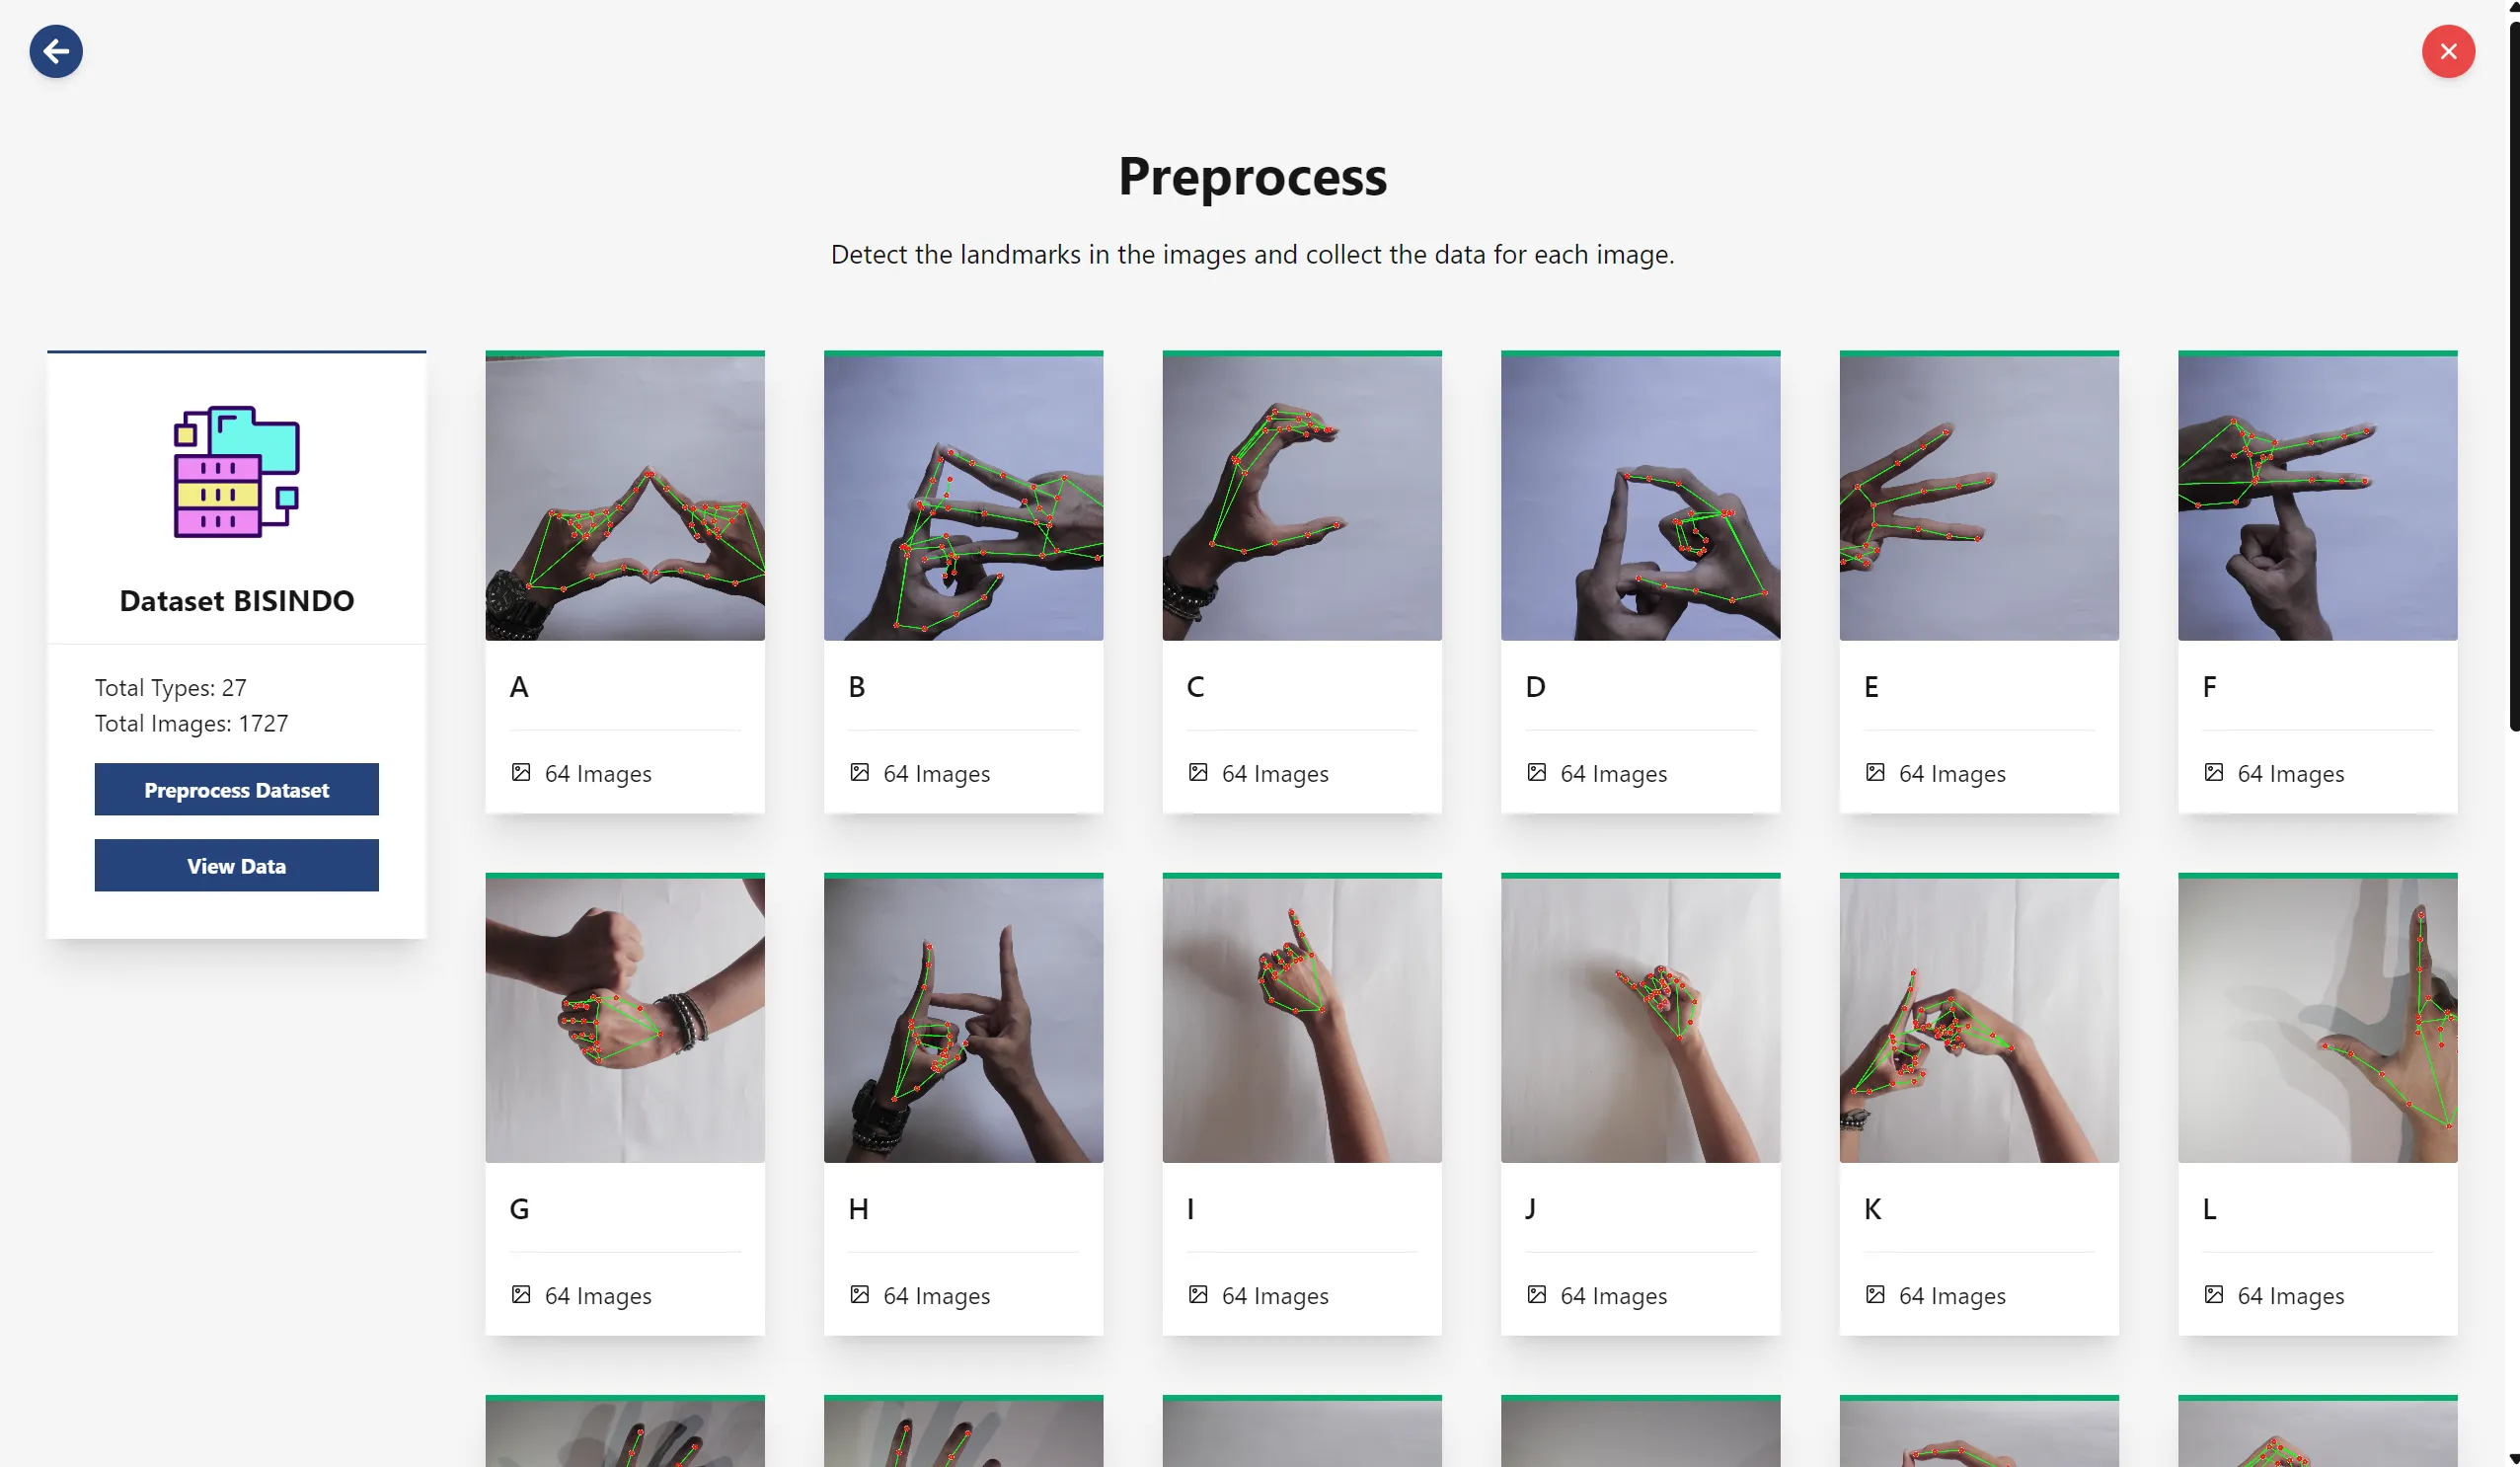 Preprocess
Detect the landmarks in the images and collect the data for each image.
Dataset BISINDO
Total Types: 27
Total Images: 1727
Preprocess Dataset
View Data
A
64 Images
B
64 Images
C
64 Images
D
64 Images
E
64 Images
F
64 Images
G
64 Images
H
64 Images
I
64 Images
J
64 Images
K
64 Images
L
64 Images